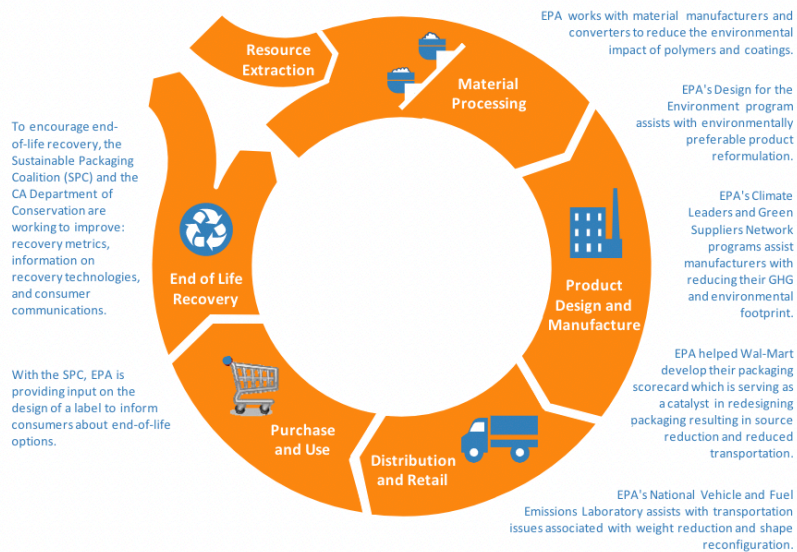 Resource
Extraction
Material
Processing
Product
Design and
Manufacture
Distribution
and Retail
Purchase
and Use
End of Life
Recovery
EPA works with material manufacturers and
converters to reduce the environmental
impact of polymers and coatings.
EPA's Design for the
Environment program
assists with environmentally
preferable product
reformulation.
EPA's Climate
Leaders and Green
Suppliers Network
programs assist
manufacturers with
reducing their GHG
and environmental
footprint.
EPA helped Wal-Mart
develop their packaging
scorecard which is serving as
a catalyst in redesigning
packaging resulting in source
reduction and reduced
transportation.
EPA's National Vehicle and Fuel
Emissions Laboratory assists with transportation
issues associated with weight reduction and shape
reconfiguration.
With the SPC, EPA is
providing input on the
design of a label to inform
consumers about end-of-life
options.
To encourage end-
of-life recovery, the
Sustainable Packaging
Coalition (SPC) and the
CA Department of
Conservation are
working to improve:
recovery metrics,
information on
recovery technologies,
and consumer
communications.